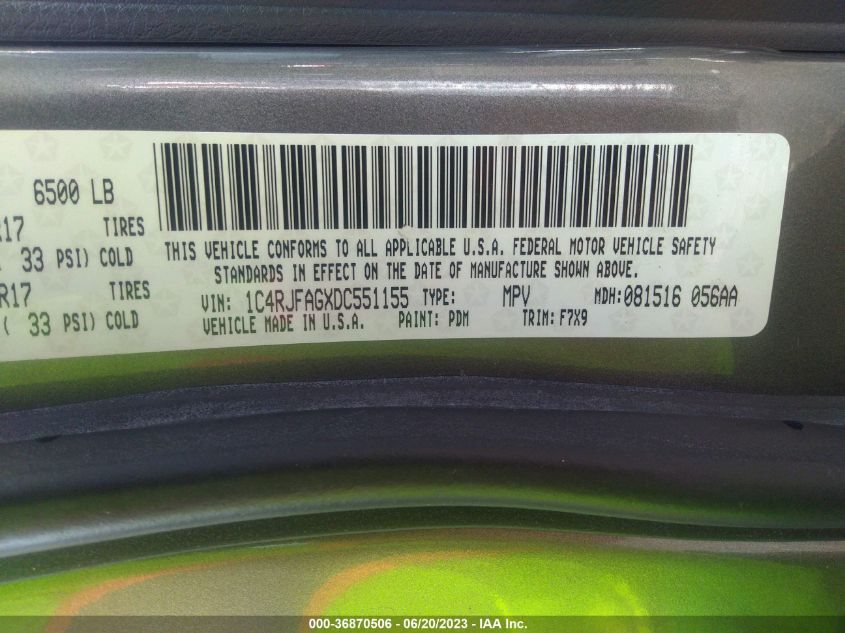 6500 LB
R17 TIRES
33 PSI) COLD
R17 TIRES
( 33 PSI) COLD
THIS VEHICLE CONFORMS TO ALL APPLICABLE U.S.A. FEDERAL MOTOR VEHICLE SAFETY
STANDARDS IN EFFECT ON THE DATE OF MANUFACTURE SHOWN ABOVE.
VIN: 1C4RJFAGXDC551155 TYPE: MPV MDH:081516 056AA
VEHICLE MADE IN U.S.A. PAINT: PDM TRIM: F7X9
000-36870506 - 06/20/2023 - IAA Inc.